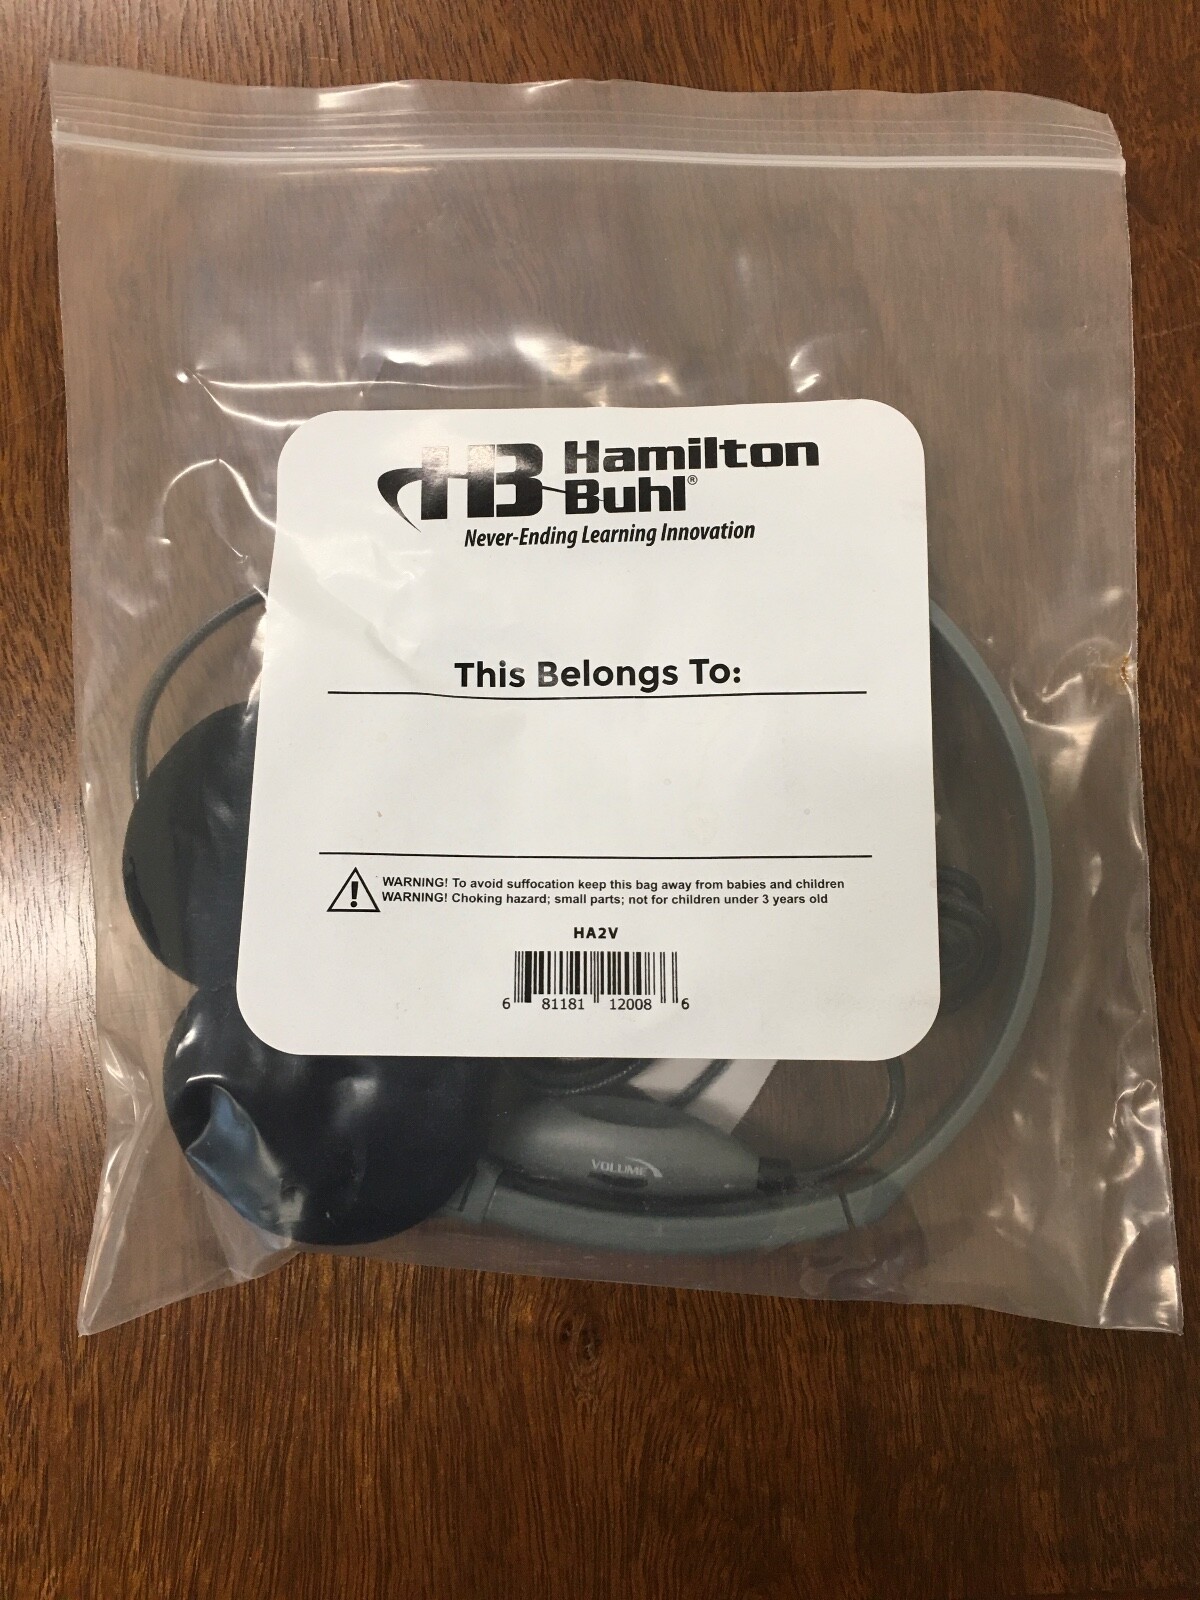 HB Hamilton
Buhl®
Never-Ending Learning Innovation
This Belongs To:
WARNING! To avoid suffocation keep this bag away from babies and children
WARNING! Choking hazard; small parts; not for children under 3 years old
HA2V
6 81181 12008 6
VOLUME